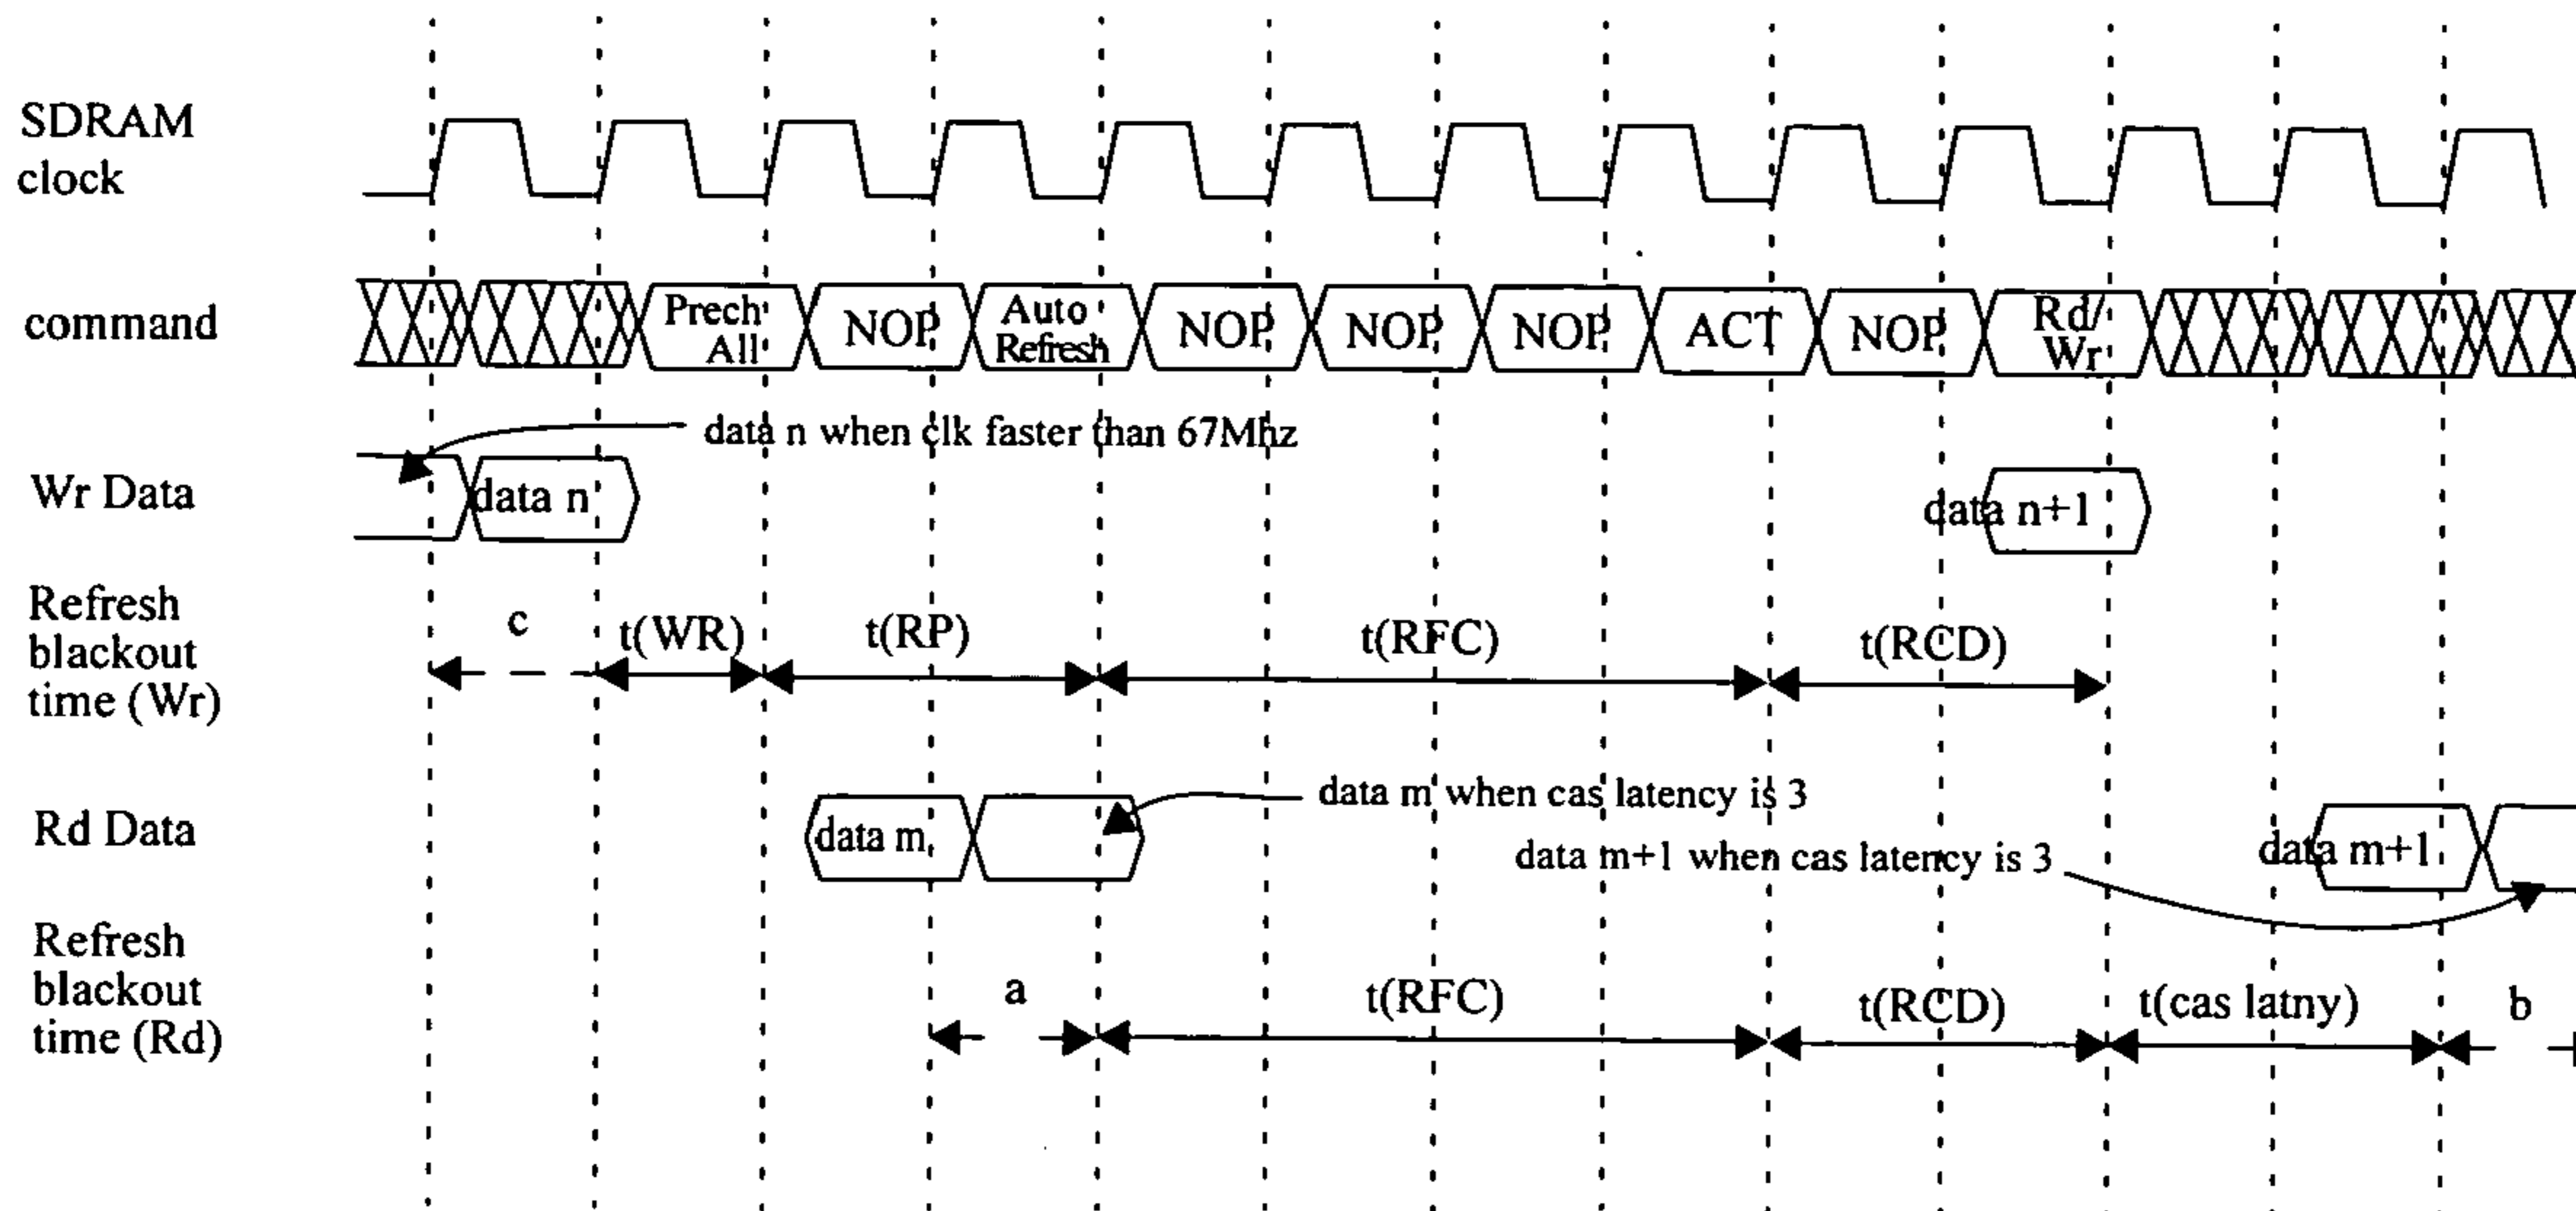 SDRAM
clock
command
Prech
All
NOP
Auto
Refresh
NOP
NOP
NOP
ACT
NOP
Rd/
Wr
data n when clk faster than 67Mhz
Wr Data
data n
data n+1
Refresh
blackout
time (Wr)
c
t(WR)
t(RP)
t(RFC)
t(RCD)
data m when cas latency is 3
Rd Data
data m
data m+1 when cas latency is 3
data m+1
Refresh
blackout
time (Rd)
a
t(RFC)
t(RCD)
t(cas latny)
b